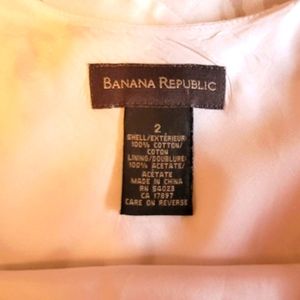 BANANA REPUBLIC
2
SHELL/EXTÉRIEUR
100% COTTON/
COTON
LINING/DOUBLURE
100% ACETATE/
ACÉTATE
MADE IN CHINA
RN 54023
CA 17897
CARE ON REVERSE